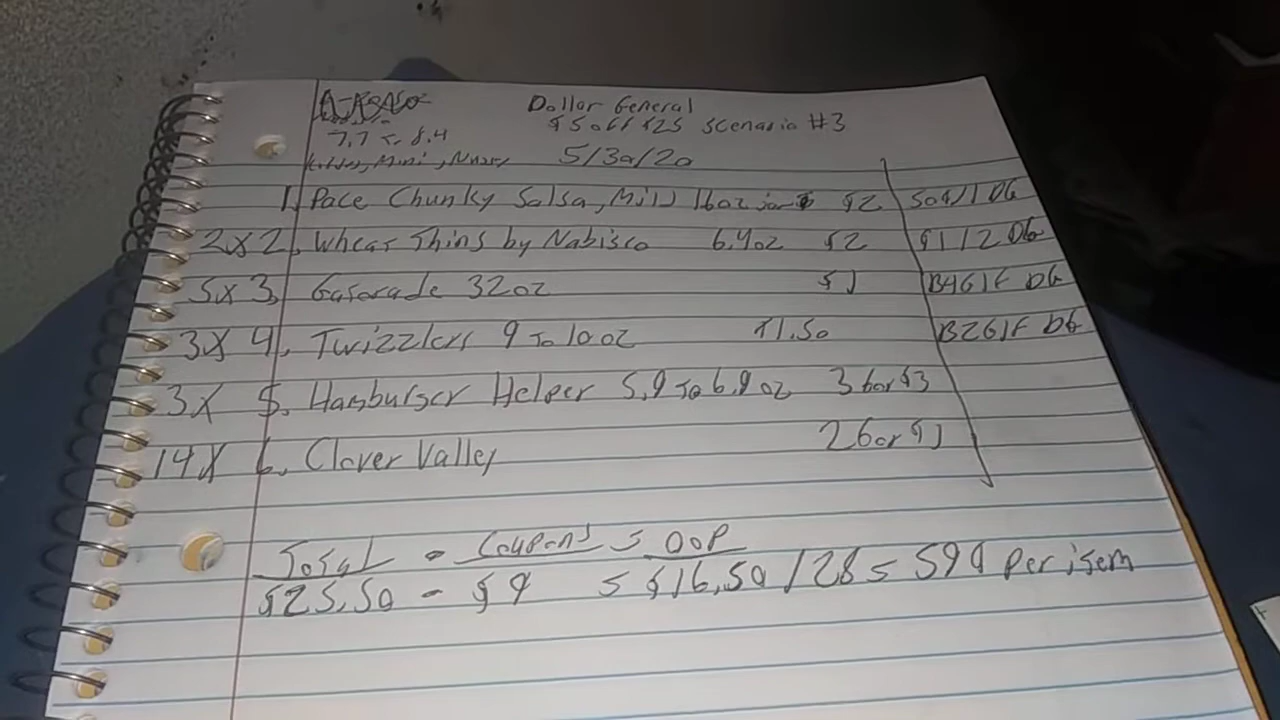 Dollar General
$5 off $25 Scenario #3
7.7 to 8.4
5/30/20
1. Pace Chunky Salsa, Mild 16oz jar $2 50¢/1 DG
2x 2. Wheat Thins by Nabisco 6.4oz $2 $1/2 DG
5x 3. Gatorade 32oz $1 B4G1F DG
3x 4. Twizzlers 9 to 10oz $1.50 B2G1F DG
3x 5. Hamburger Helper 5.9 to 6.9oz 3 for $3
14x 6. Clover Valley 2 for $1
Total - Coupons = OOP
$25.50 - $9 = $16.50 / 28 = 59¢ per item